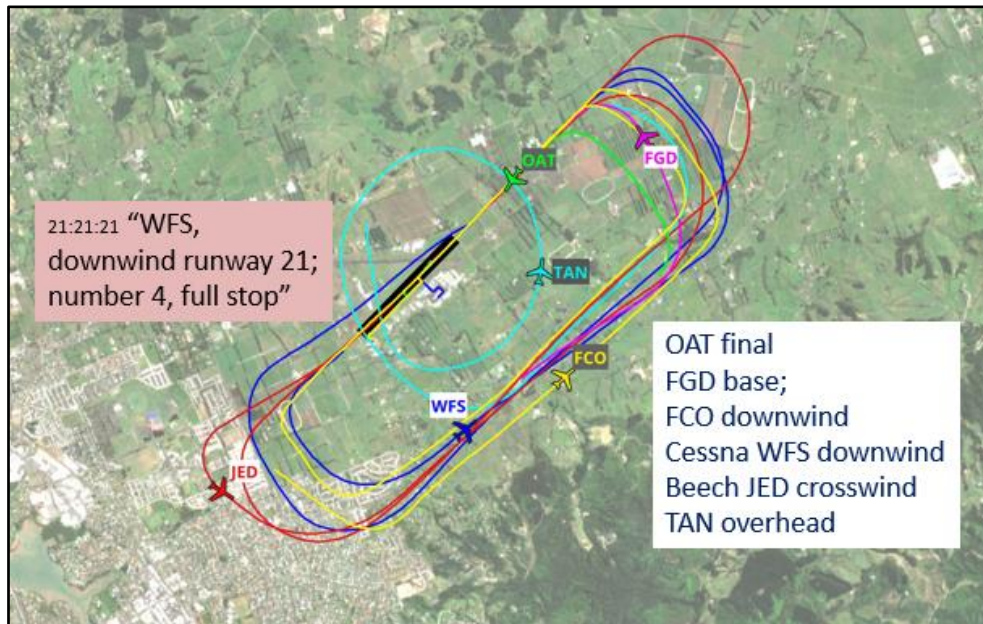 OAT
FGD
21:21:21 “WFS,
downwind runway 21;
number 4, full stop”
TAN
FCO
WFS
JED
OAT final
FGD base;
FCO downwind
Cessna WFS downwind
Beech JED crosswind
TAN overhead